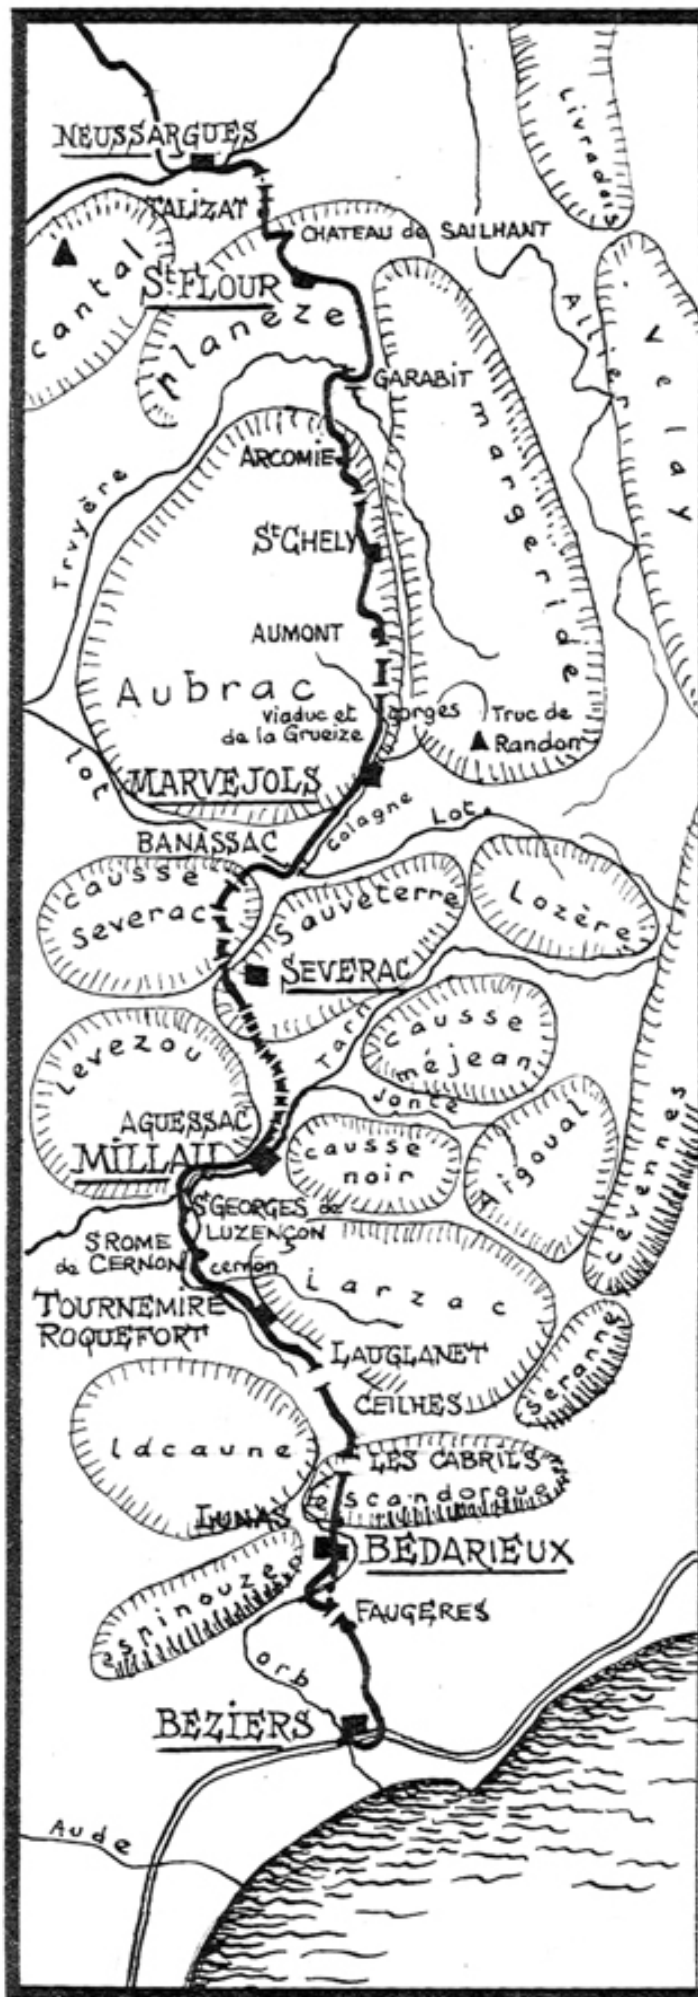 Livradois
NEUSSARGUES
TALIZAT
CHATEAU de SAILHANT
cantal
St FLOUR
Planèze
Allier
Velay
GARABIT
margeride
ARCOMIE
Truyère
St CHELY
AUMONT
Aubrac
Viaduc et gorges
de la Grueize
Truc de
Randon
lot
MARVEJOLS
Colagne
Lot.
BANASSAC
causse
Severac
Sauveterre
Lozère
SEVERAC
Tarn
Levezou
causse
méjean
Jonte
AGUESSAC
MILLAU
causse
noir
Aigoual
cévennes
St GEORGES de
LUZENÇON
S ROME
de CERNON
cernon
larzac
TOURNEMIRE
ROQUEFORT
LAUGLANET
seranne
CEILHES
lacaune
LES CABRILS
escandorgue
LUNAS
BEDARIEUX
espinouze
FAUGERES
orb
BEZIERS
Aude